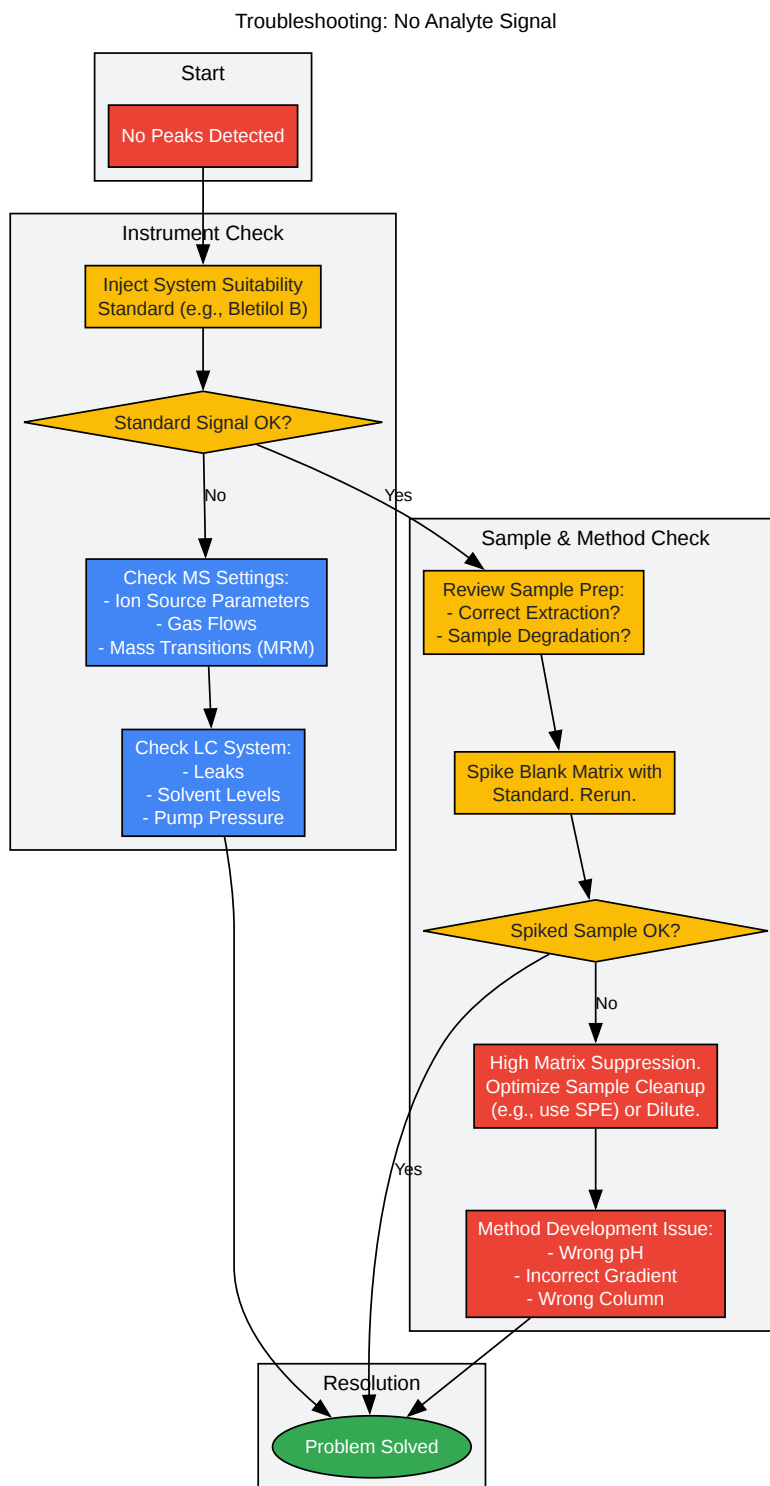 Troubleshooting: No Analyte Signal
Start
No Peaks Detected
Instrument Check
Inject System Suitability
Standard (e.g., Bletilol B)
Standard Signal OK?
No
Yes
Check MS Settings:
- Ion Source Parameters
- Gas Flows
- Mass Transitions (MRM)
Check LC System:
- Leaks
- Solvent Levels
- Pump Pressure
Sample & Method Check
Review Sample Prep:
- Correct Extraction?
- Sample Degradation?
Spike Blank Matrix with
Standard. Rerun.
Spiked Sample OK?
No
High Matrix Suppression.
Optimize Sample Cleanup
(e.g., use SPE) or Dilute.
Yes
Method Development Issue:
- Wrong pH
- Incorrect Gradient
- Wrong Column
Resolution
Problem Solved